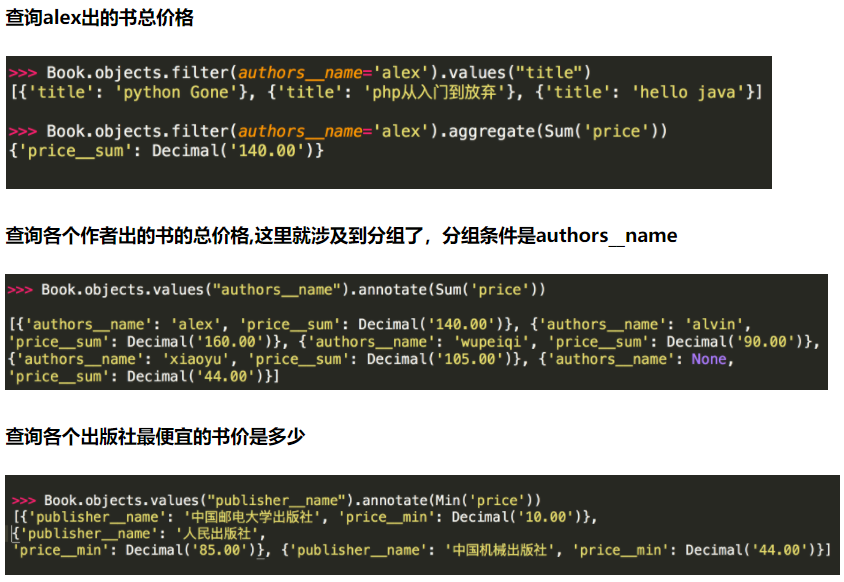 查询alex出的书总价格
>>> Book.objects.filter(authors__name='alex').values("title")
[{'title': 'python Gone'}, {'title': 'php从入门到放弃'}, {'title': 'hello java'}]
>>> Book.objects.filter(authors__name='alex').aggregate(Sum('price'))
{'price__sum': Decimal('140.00')}
查询各个作者出的书的总价格,这里就涉及到分组了，分组条件是authors__name
>>> Book.objects.values("authors__name").annotate(Sum('price'))
[{'authors__name': 'alex', 'price__sum': Decimal('140.00')}, {'authors__name': 'alvin',
'price__sum': Decimal('160.00')}, {'authors__name': 'wupeiqi', 'price__sum': Decimal('90.00')},
{'authors__name': 'xiaoyu', 'price__sum': Decimal('105.00')}, {'authors__name': None,
'price__sum': Decimal('44.00')}]
查询各个出版社最便宜的书价是多少
>>> Book.objects.values("publisher__name").annotate(Min('price'))
[{'publisher__name': '中国邮电大学出版社', 'price__min': Decimal('10.00')},
{'publisher__name': '人民出版社',
'price__min': Decimal('85.00')}, {'publisher__name': '中国机械出版社', 'price__min': Decimal('44.00')}]